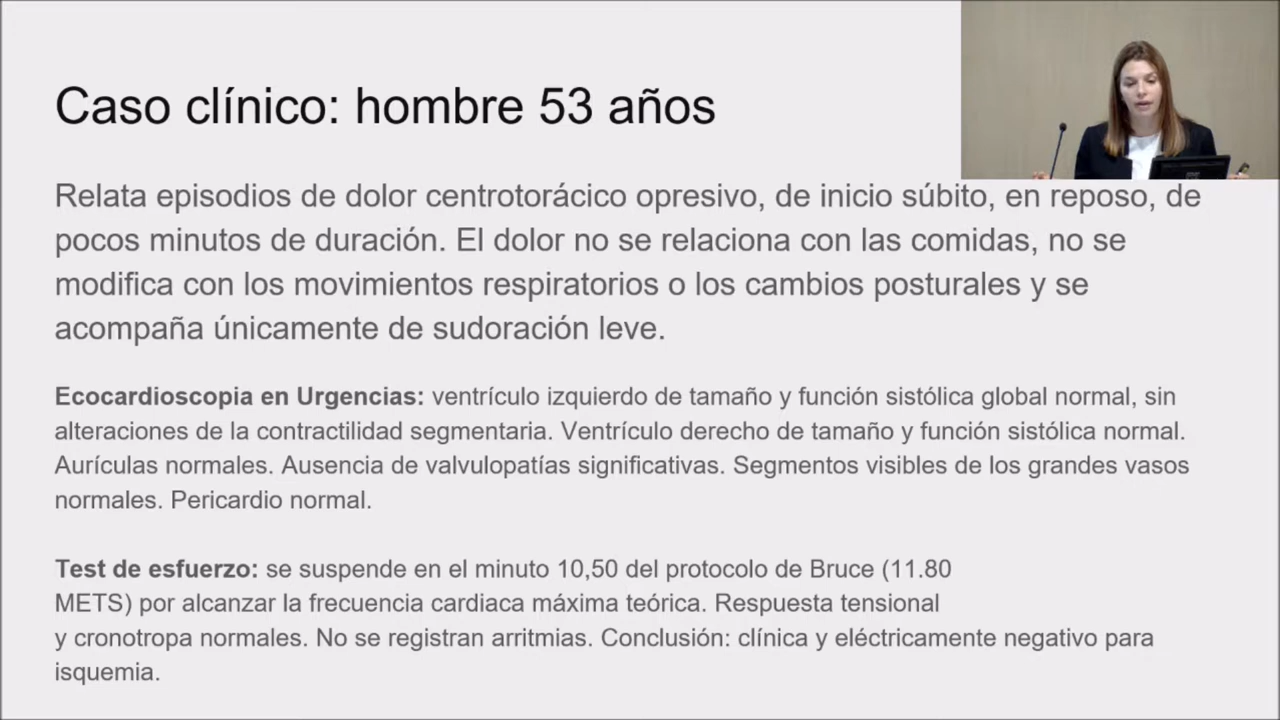 Caso clínico: hombre 53 años
Relata episodios de dolor centrotorácico opresivo, de inicio súbito, en reposo, de
pocos minutos de duración. El dolor no se relaciona con las comidas, no se
modifica con los movimientos respiratorios o los cambios posturales y se
acompaña únicamente de sudoración leve.
Ecocardioscopia en Urgencias: ventrículo izquierdo de tamaño y función sistólica global normal, sin
alteraciones de la contractilidad segmentaria. Ventrículo derecho de tamaño y función sistólica normal.
Aurículas normales. Ausencia de valvulopatías significativas. Segmentos visibles de los grandes vasos
normales. Pericardio normal.
Test de esfuerzo: se suspende en el minuto 10,50 del protocolo de Bruce (11.80
METS) por alcanzar la frecuencia cardiaca máxima teórica. Respuesta tensional
y cronotropa normales. No se registran arritmias. Conclusión: clínica y eléctricamente negativo para
isquemia.